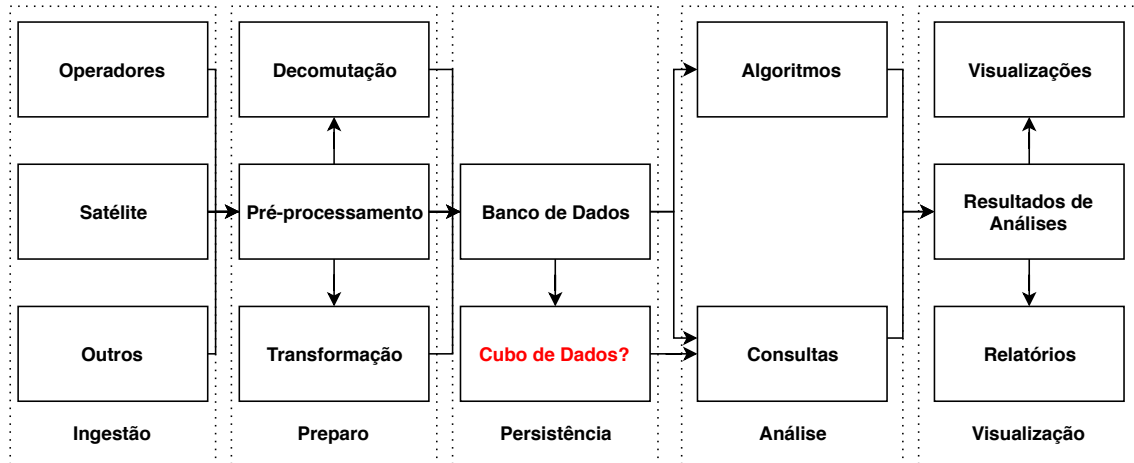 Operadores
Decomutação
Algoritmos
Visualizações
Satélite
Pré-processamento
Banco de Dados
Resultados de
Análises
Outros
Transformação
Cubo de Dados?
Consultas
Relatórios
Ingestão
Preparo
Persistência
Análise
Visualização